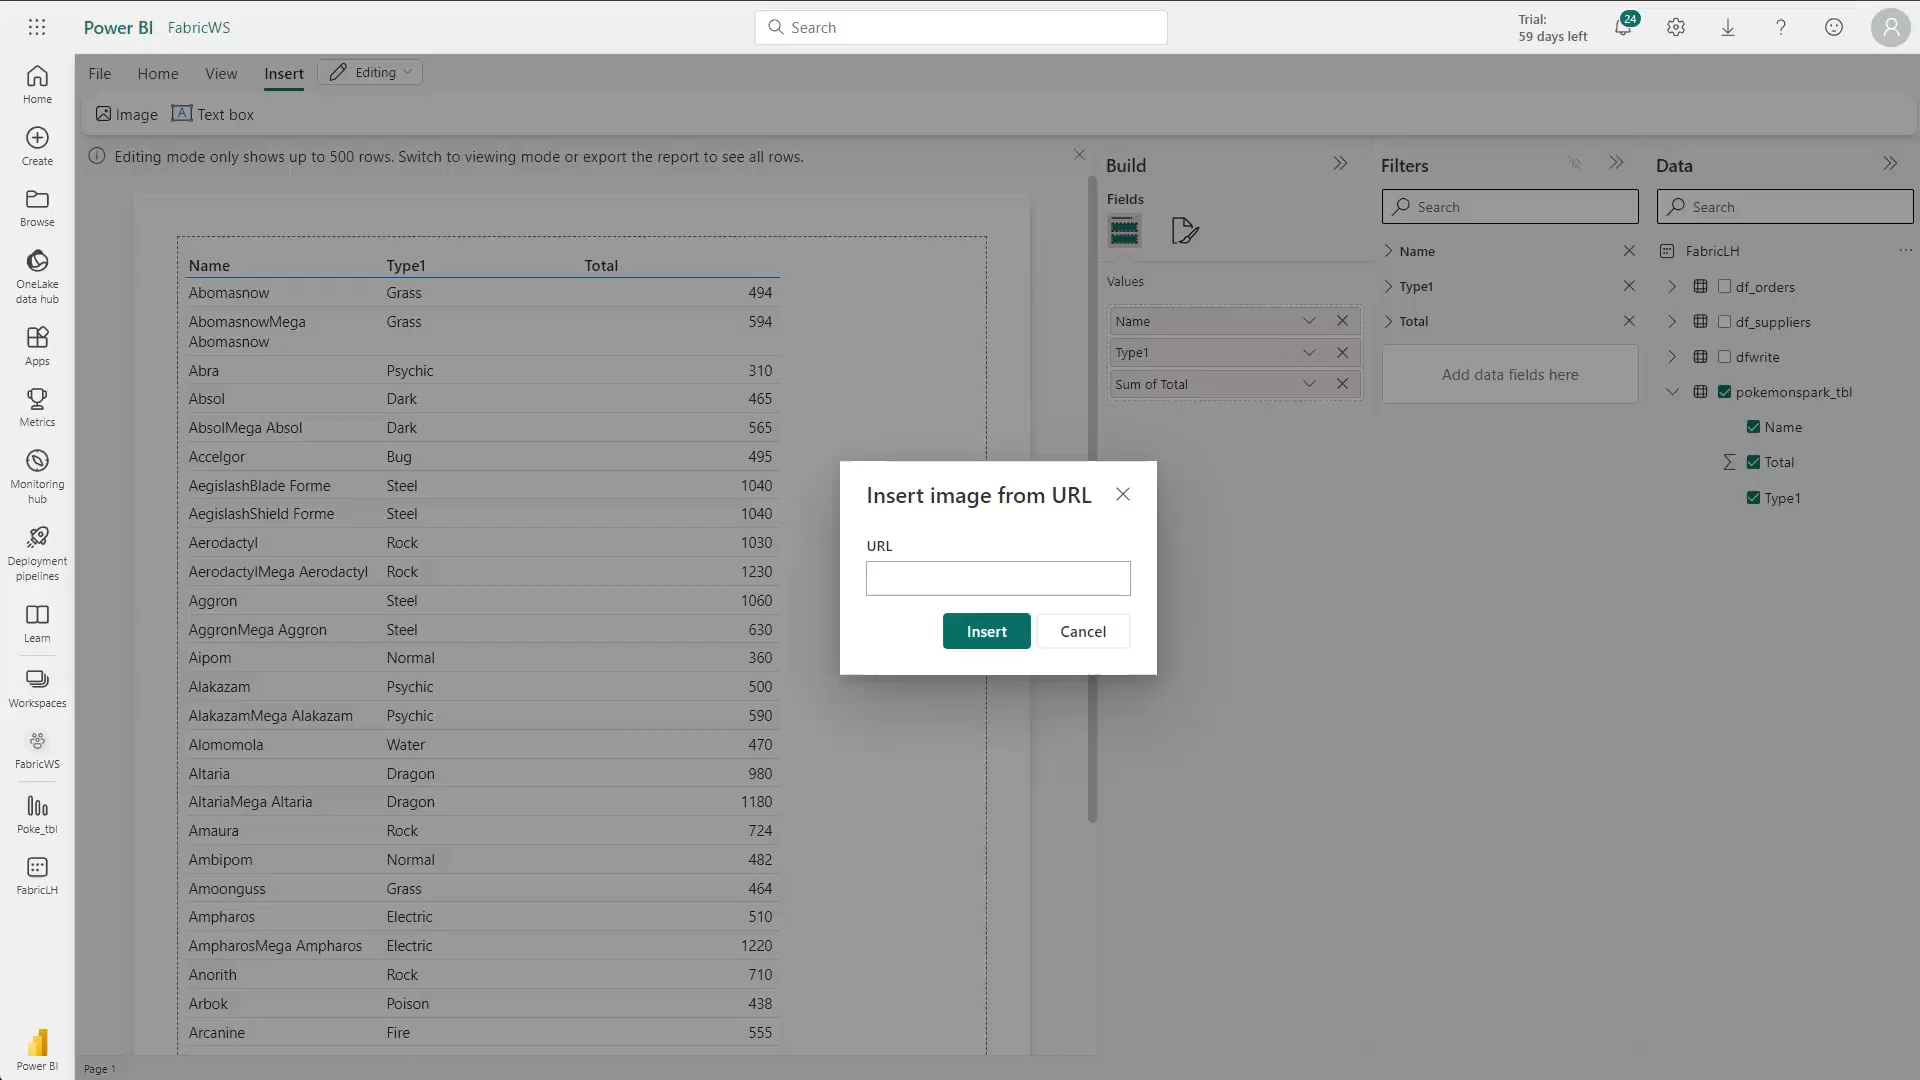 Power BI FabricWS
Search
Trial:
59 days left
24
Home
Create
Browse
OneLake
data hub
Apps
Metrics
Monitoring
hub
Deployment
pipelines
Learn
Workspaces
FabricWS
Poke_tbl
FabricLH
Power BI
File Home View Insert Editing
Image Text box
Editing mode only shows up to 500 rows. Switch to viewing mode or export the report to see all rows.
Name Type1 Total
Abomasnow Grass 494
AbomasnowMega Grass 594
Abomasnow
Abra Psychic 310
Absol Dark 465
AbsolMega Absol Dark 565
Accelgor Bug 495
AegislashBlade Forme Steel 1040
AegislashShield Forme Steel 1040
Aerodactyl Rock 1030
AerodactylMega Aerodactyl Rock 1230
Aggron Steel 1060
AggronMega Aggron Steel 630
Aipom Normal 360
Alakazam Psychic 500
AlakazamMega Alakazam Psychic 590
Alomomola Water 470
Altaria Dragon 980
AltariaMega Altaria Dragon 1180
Amaura Rock 724
Ambipom Normal 482
Amoonguss Grass 464
Ampharos Electric 510
AmpharosMega Ampharos Electric 1220
Anorith Rock 710
Arbok Poison 438
Arcanine Fire 555
Page 1
Insert image from URL
URL
Insert Cancel
Build
Fields
Values
Name
Type1
Sum of Total
Filters
Search
Name
Type1
Total
Add data fields here
Data
Search
FabricLH
df_orders
df_suppliers
dfwrite
pokemonspark_tbl
Name
Total
Type1